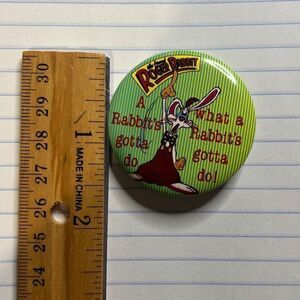 ROGER RABBIT
A
Rabbit's
gotta
do
what a
Rabbit's
gotta
do!
30
29
28
27
26
25
24
1
MADE IN CHINA
2